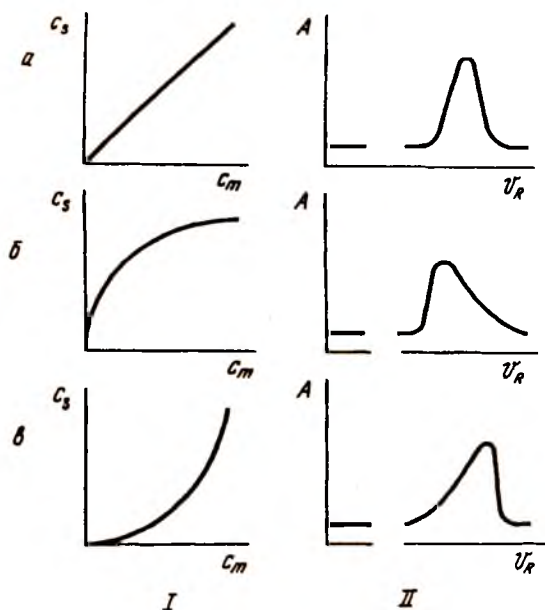 c_s A
а
c_m v_R
c_s A
б
c_m v_R
c_s A
в
c_m v_R
I II